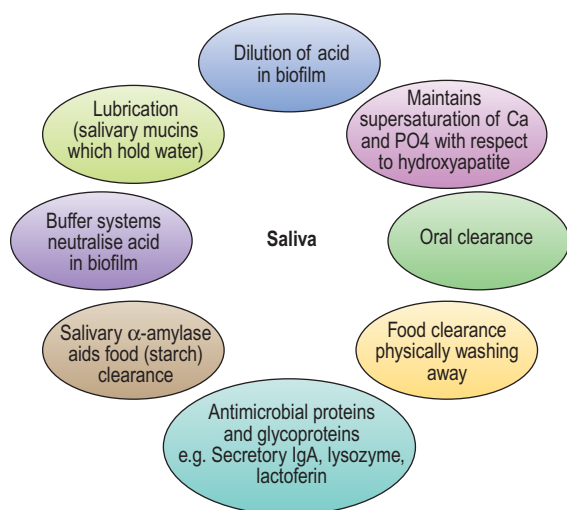 Dilution of acid
in biofilm
Lubrication
(salivary mucins
which hold water)
Maintains
supersaturation of Ca
and PO4 with respect
to hydroxyapatite
Buffer systems
neutralise acid
in biofilm
Saliva
Oral clearance
Salivary α-amylase
aids food (starch)
clearance
Food clearance
physically washing
away
Antimicrobial proteins
and glycoproteins
e.g. Secretory IgA, lysozyme,
lactoferin